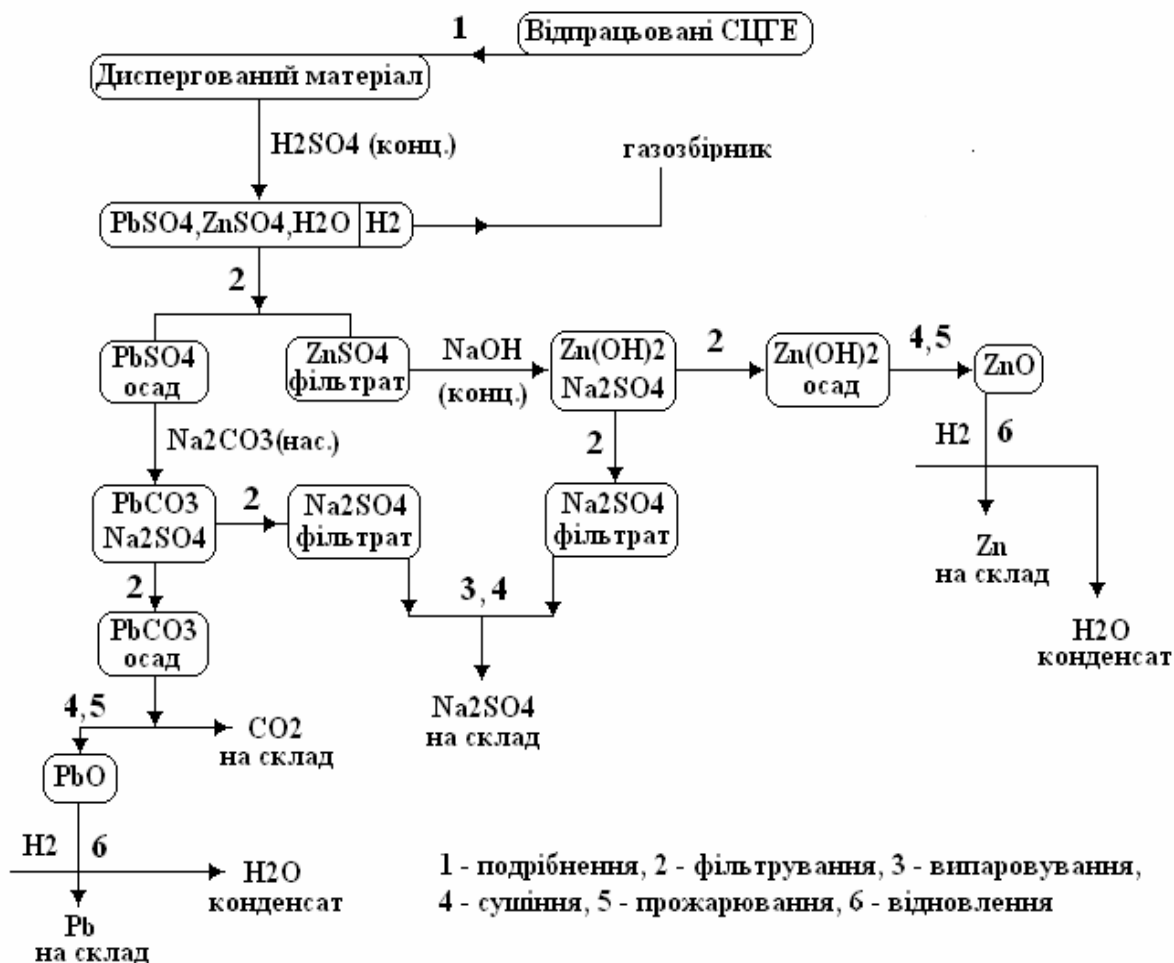 1
Відпрацьовані СЦГЕ
Диспергований матеріал
H2SO4 (конц.)
газозбірник
PbSO4,ZnSO4,H2O H2
2
PbSO4
осад
ZnSO4
фільтрат
NaOH
(конц.)
Zn(OH)2
Na2SO4
2
Zn(OH)2
осад
4,5
ZnO
Na2CO3(нас.)
2
H2 6
PbCO3
Na2SO4
2
Na2SO4
фільтрат
Na2SO4
фільтрат
Zn
на склад
2
3, 4
PbCO3
осад
H2O
конденсат
4,5
CO2
на склад
Na2SO4
на склад
PbO
H2 6
H2O
конденсат
Pb
на склад
1 - подрібнення, 2 - фільтрування, 3 - випаровування,
4 - сушіння, 5 - прожарювання, 6 - відновлення